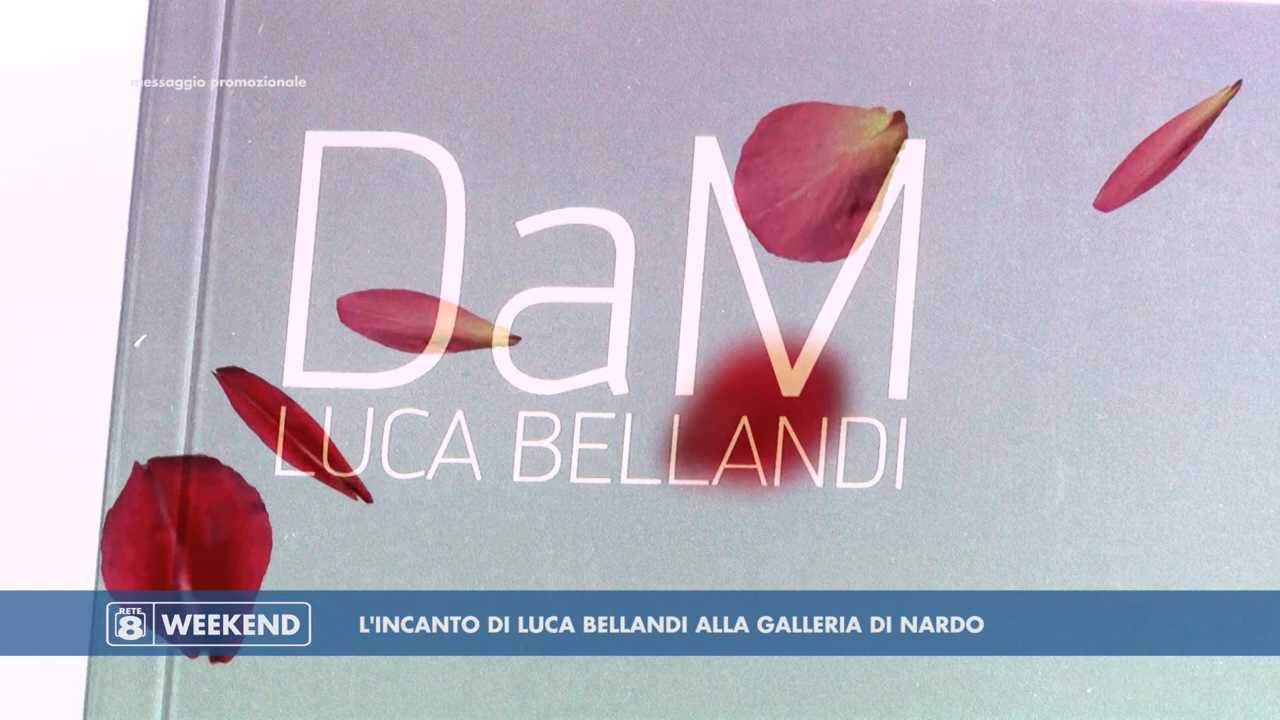 messaggio promozionale
DaM
LUCA BELLANDI
RETE 8 WEEKEND
L'INCANTO DI LUCA BELLANDI ALLA GALLERIA DI NARDO